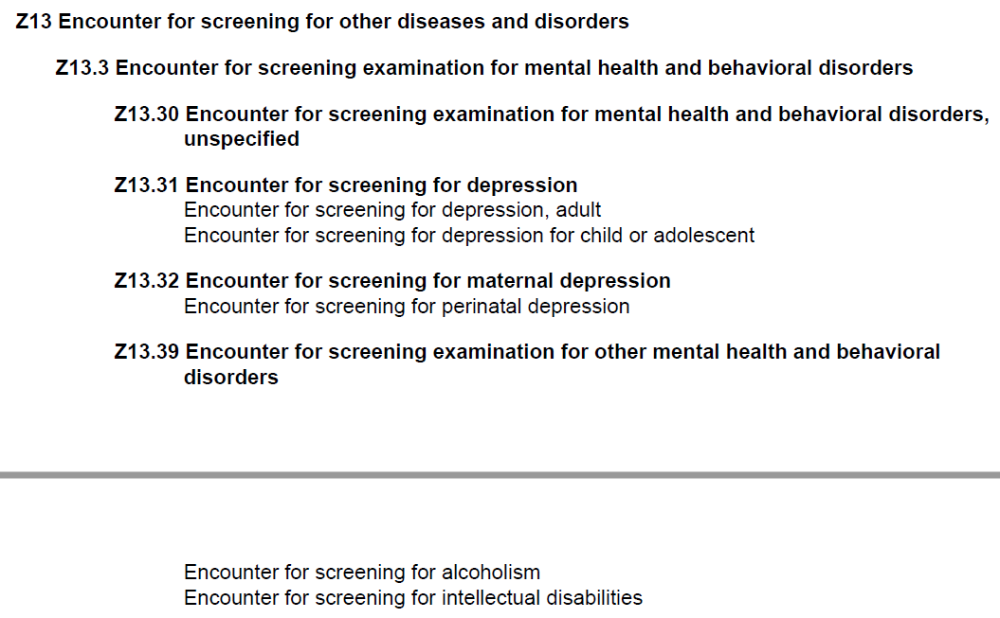 Z13 Encounter for screening for other diseases and disorders
Z13.3 Encounter for screening examination for mental health and behavioral disorders
Z13.30 Encounter for screening examination for mental health and behavioral disorders,
unspecified
Z13.31 Encounter for screening for depression
Encounter for screening for depression, adult
Encounter for screening for depression for child or adolescent
Z13.32 Encounter for screening for maternal depression
Encounter for screening for perinatal depression
Z13.39 Encounter for screening examination for other mental health and behavioral
disorders
Encounter for screening for alcoholism
Encounter for screening for intellectual disabilities